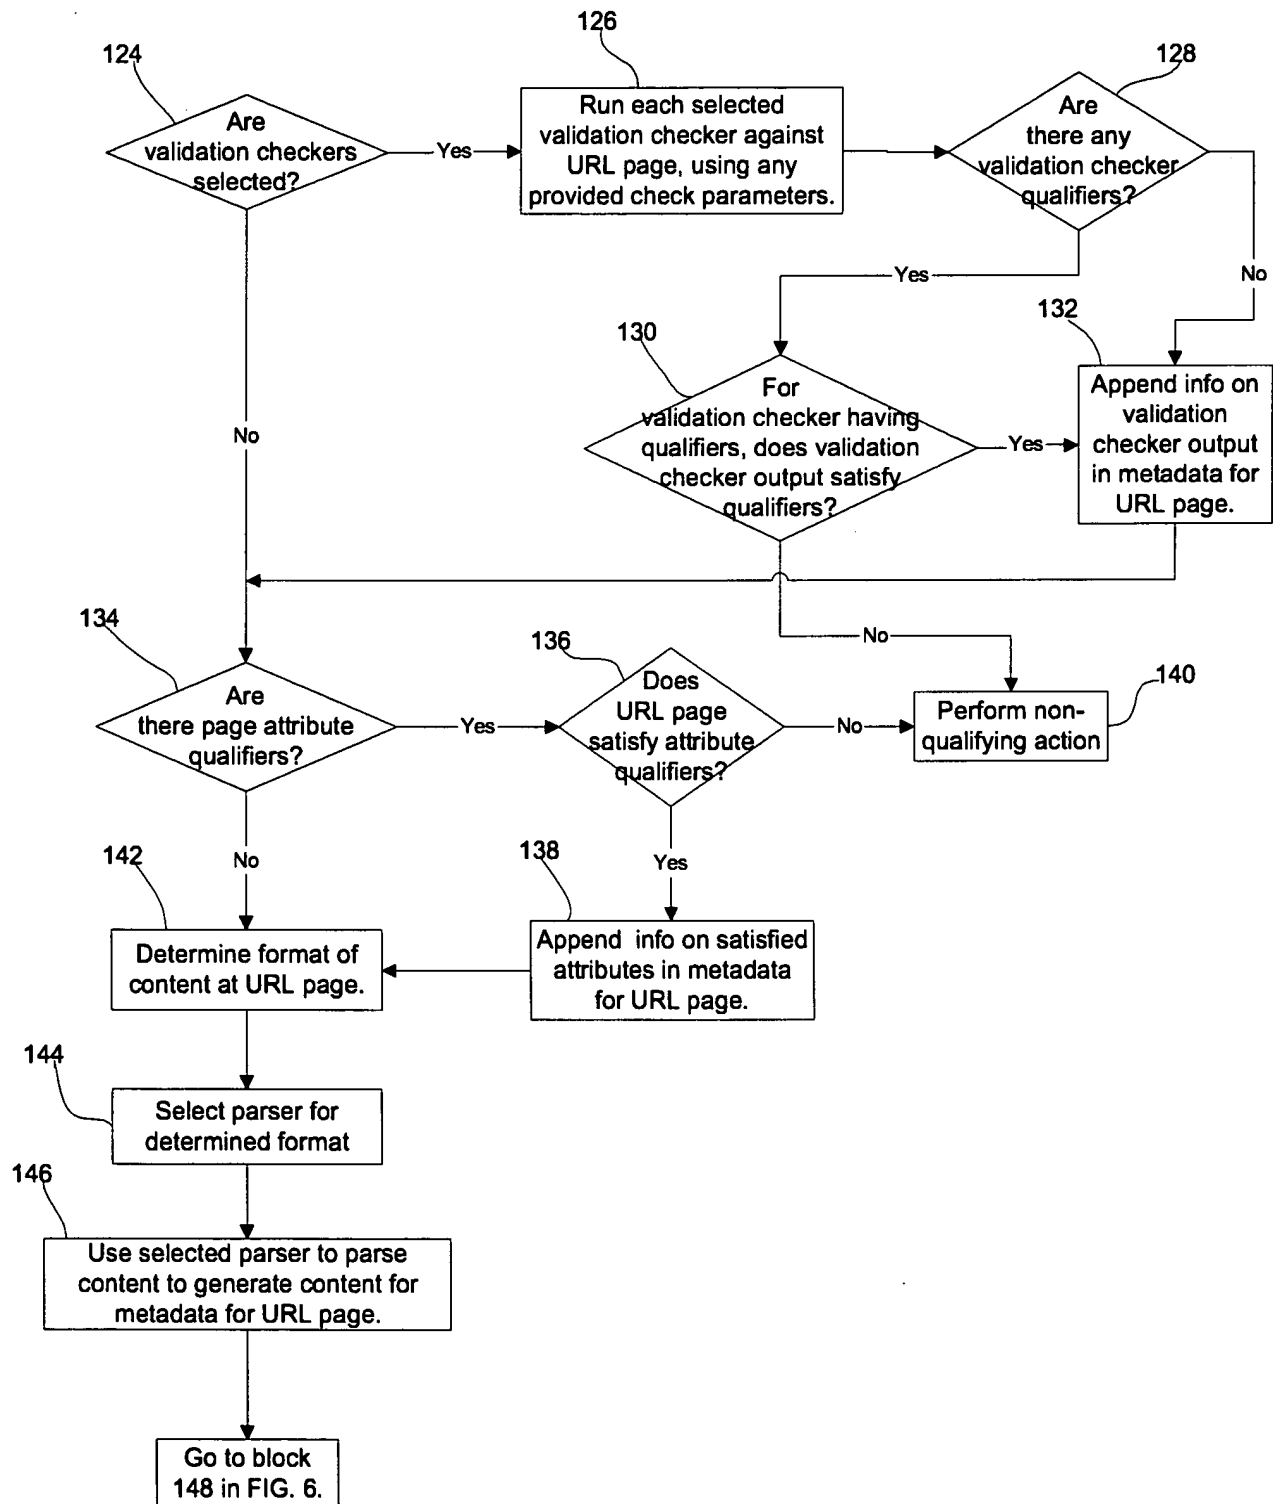 124
126
128
Are
validation checkers
selected?
Yes
Run each selected
validation checker against
URL page, using any
provided check parameters.
Are
there any
validation checker
qualifiers?
Yes
No
130
132
For
validation checker having
qualifiers, does validation
checker output satisfy
qualifiers?
Yes
Append info on
validation
checker output
in metadata for
URL page.
No
No
134
Are
there page attribute
qualifiers?
Yes
136
Does
URL page
satisfy attribute
qualifiers?
No
140
Perform non-
qualifying action
No
Yes
142
138
Determine format of
content at URL page.
Append info on satisfied
attributes in metadata
for URL page.
144
Select parser for
determined format
146
Use selected parser to parse
content to generate content for
metadata for URL page.
Go to block
148 in FIG. 6.